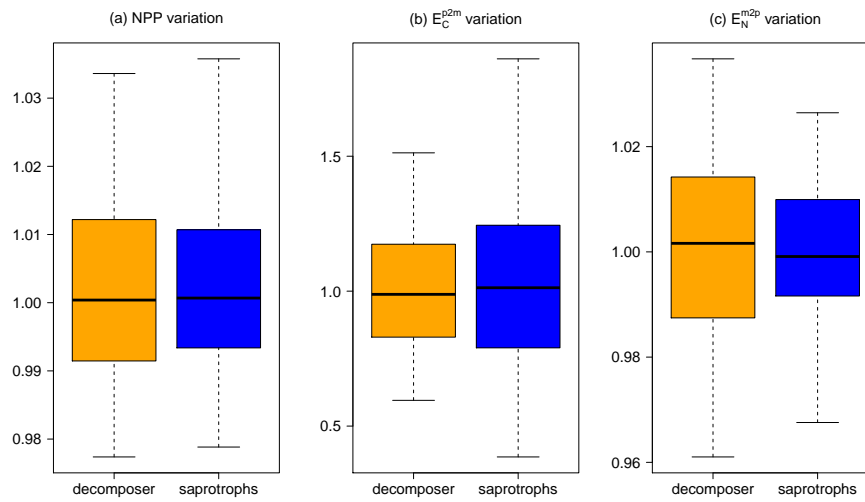 (a) NPP variation
1.03
1.02
1.01
1.00
0.99
0.98
decomposer saprotrophs
(b) E_C^p2m variation
1.5
1.0
0.5
decomposer saprotrophs
(c) E_N^m2p variation
1.02
1.00
0.98
0.96
decomposer saprotrophs